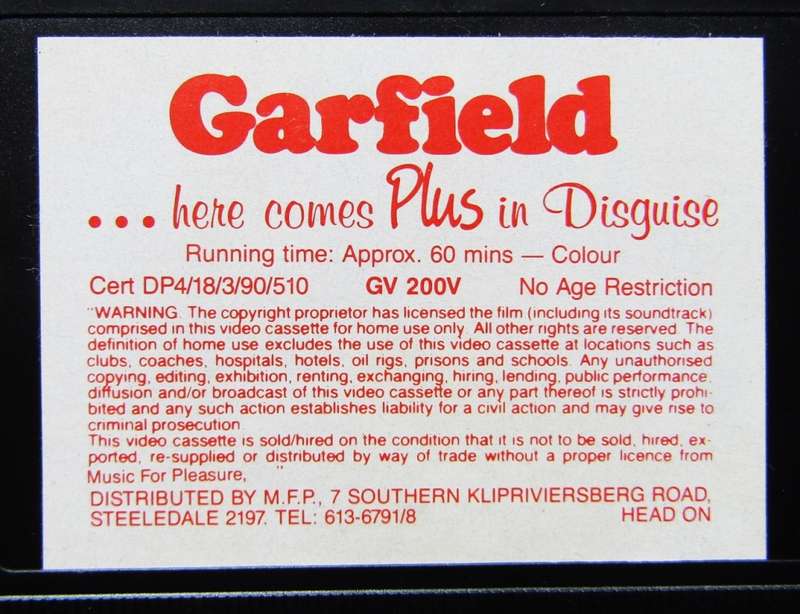 Garfield
... here comes Plus in Disguise
Running time: Approx. 60 mins — Colour
Cert DP4/18/3/90/510 GV 200V No Age Restriction
"WARNING. The copyright proprietor has licensed the film (including its soundtrack)
comprised in this video cassette for home use only. All other rights are reserved. The
definition of home use excludes the use of this video cassette at locations such as
clubs, coaches, hospitals, hotels, oil rigs, prisons and schools. Any unauthorised
copying, editing, exhibition, renting, exchanging, hiring, lending, public performance,
diffusion and/or broadcast of this video cassette or any part thereof is strictly prohi-
bited and any such action establishes liability for a civil action and may give rise to
criminal prosecution.
This video cassette is sold/hired on the condition that it is not to be sold, hired, ex-
ported, re-supplied or distributed by way of trade without a proper licence from
Music For Pleasure, "
DISTRIBUTED BY M.F.P., 7 SOUTHERN KLIPRIVIERSBERG ROAD,
STEELEDALE 2197. TEL: 613-6791/8 HEAD ON